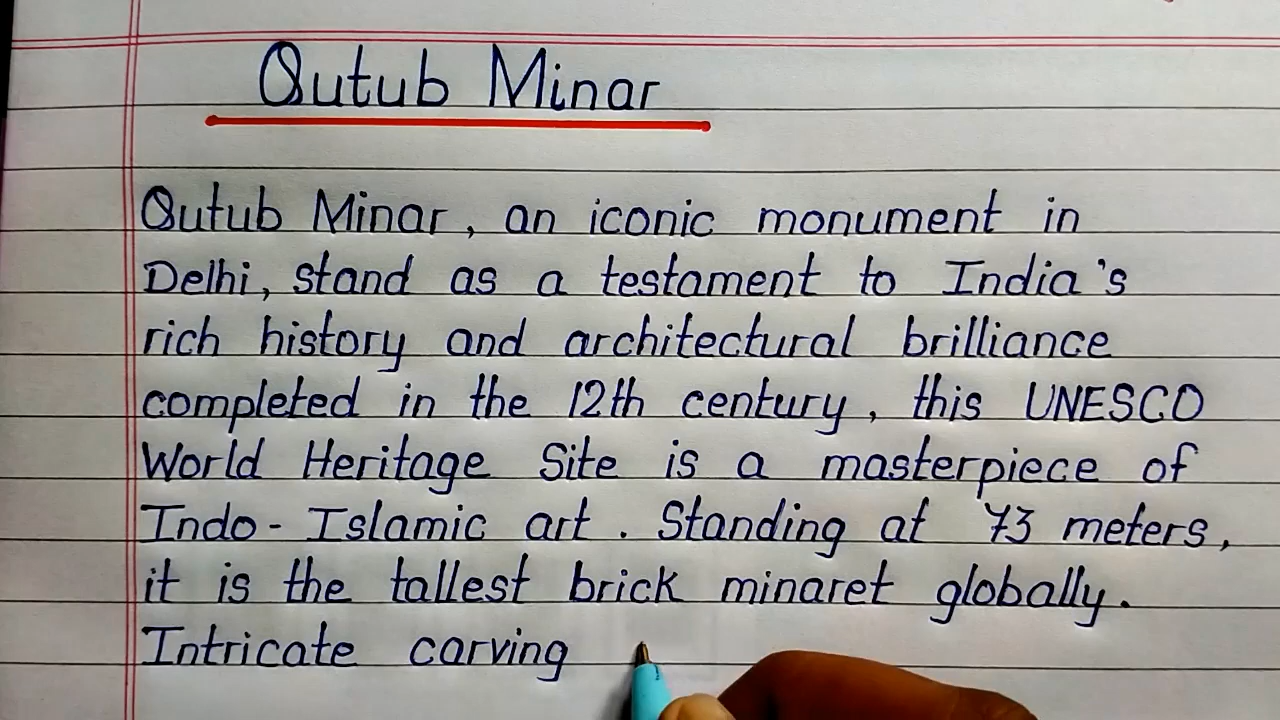 Qutub Minar
Qutub Minar, an iconic monument in
Delhi, stand as a testament to India's
rich history and architectural brilliance
completed in the 12th century, this UNESCO
World Heritage Site is a masterpiece of
Indo-Islamic art. Standing at 73 meters,
it is the tallest brick minaret globally.
Intricate carving